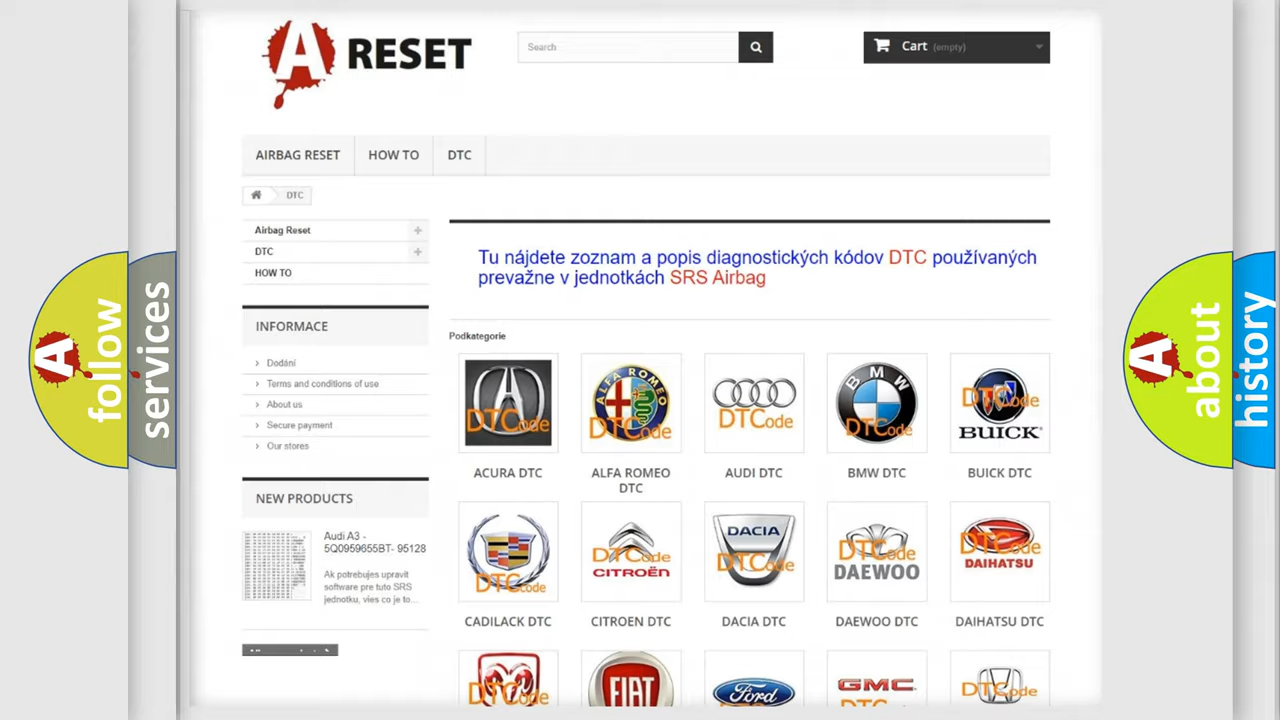 A RESET
Search
Cart (empty)
AIRBAG RESET
HOW TO
DTC
DTC
Airbag Reset
DTC
HOW TO
INFORMACE
Dodání
Terms and conditions of use
About us
Secure payment
Our stores
NEW PRODUCTS
Audi A3 -
5Q0959655BT- 95128
Ak potrebujes upravit
software pre tuto SRS
jednotku, vies co je to...
Tu nájdete zoznam a popis diagnostických kódov DTC používaných
prevažne v jednotkách SRS Airbag
Podkategorie
DTCode
ACURA DTC
ALFA ROMEO
DTCode
ALFA ROMEO
DTC
DTCode
AUDI DTC
BMW
DTCode
BMW DTC
DTCode
BUICK
BUICK DTC
DTCode
CADILACK DTC
DTCode
CITROËN
CITROEN DTC
DACIA
DTCode
DACIA DTC
DTCode
DAEWOO
DAEWOO DTC
DTCode
DAIHATSU
DAIHATSU DTC
DTCode
FIAT
Ford
GMC
DTCode
A follow
services
A about
history